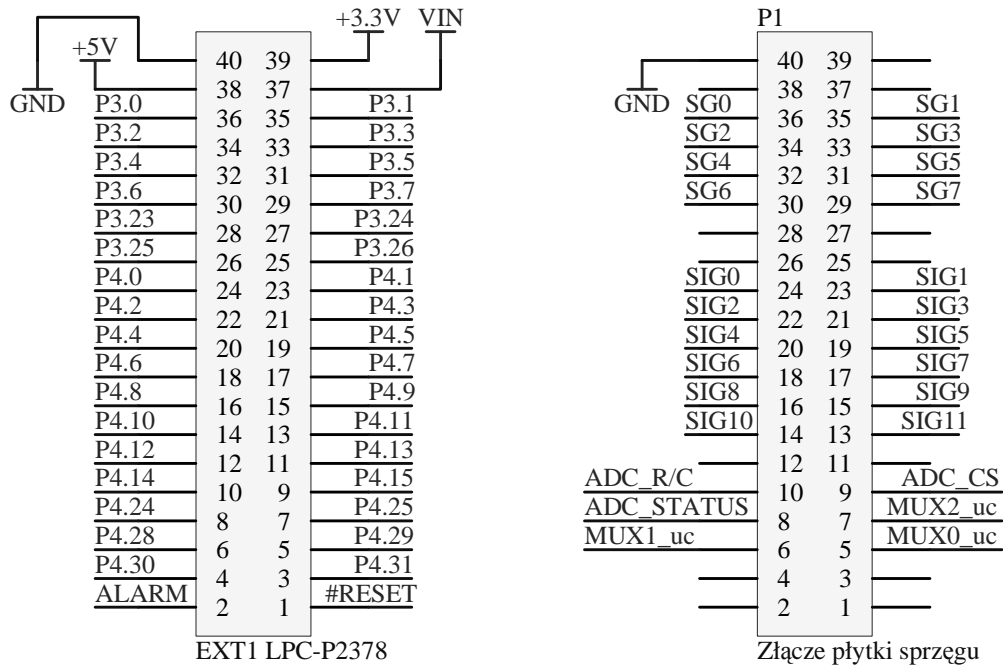 +3.3V VIN P1
+5V 40 39 40 39
GND 38 37 GND 38 37
P3.0 36 35 P3.1 SG0 36 35 SG1
P3.2 34 33 P3.3 SG2 34 33 SG3
P3.4 32 31 P3.5 SG4 32 31 SG5
P3.6 30 29 P3.7 SG6 30 29 SG7
P3.23 28 27 P3.24 28 27
P3.25 26 25 P3.26 26 25
P4.0 24 23 P4.1 SIG0 24 23 SIG1
P4.2 22 21 P4.3 SIG2 22 21 SIG3
P4.4 20 19 P4.5 SIG4 20 19 SIG5
P4.6 18 17 P4.7 SIG6 18 17 SIG7
P4.8 16 15 P4.9 SIG8 16 15 SIG9
P4.10 14 13 P4.11 SIG10 14 13 SIG11
P4.12 12 11 P4.13 12 11
P4.14 10 9 P4.15 ADC_R/C 10 9 ADC_CS
P4.24 8 7 P4.25 ADC_STATUS 8 7 MUX2_uc
P4.28 6 5 P4.29 MUX1_uc 6 5 MUX0_uc
P4.30 4 3 P4.31 4 3
ALARM 2 1 #RESET 2 1
EXT1 LPC-P2378 Złącze płytki sprzęgu